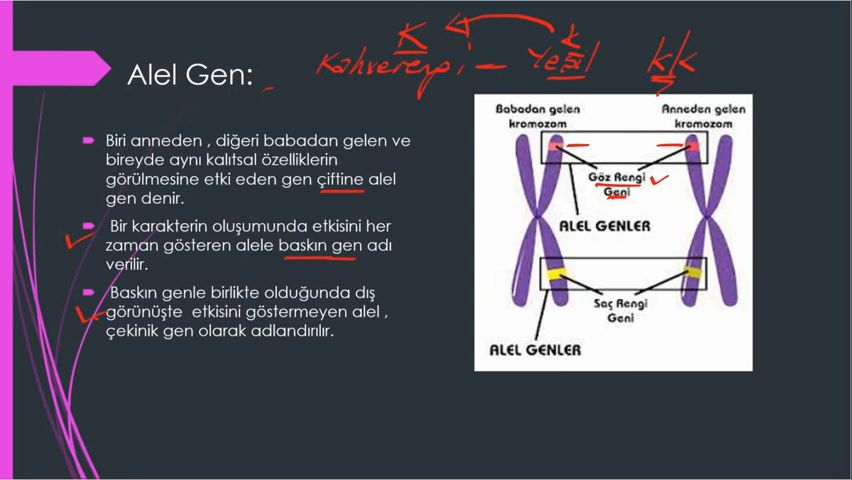 K k
Kahverengi - Yeşil k k
Alel Gen:
Biri anneden , diğeri babadan gelen ve
bireyde aynı kalıtsal özelliklerin
görülmesine etki eden gen çiftine alel
gen denir.
Bir karakterin oluşumunda etkisini her
zaman gösteren alele baskın gen adı
verilir.
Baskın genle birlikte olduğunda dış
görünüşte etkisini göstermeyen alel ,
çekinik gen olarak adlandırılır.
Babadan gelen
kromozom
Anneden gelen
kromozom
Göz Rengi
Geni
ALEL GENLER
Saç Rengi
Geni
ALEL GENLER